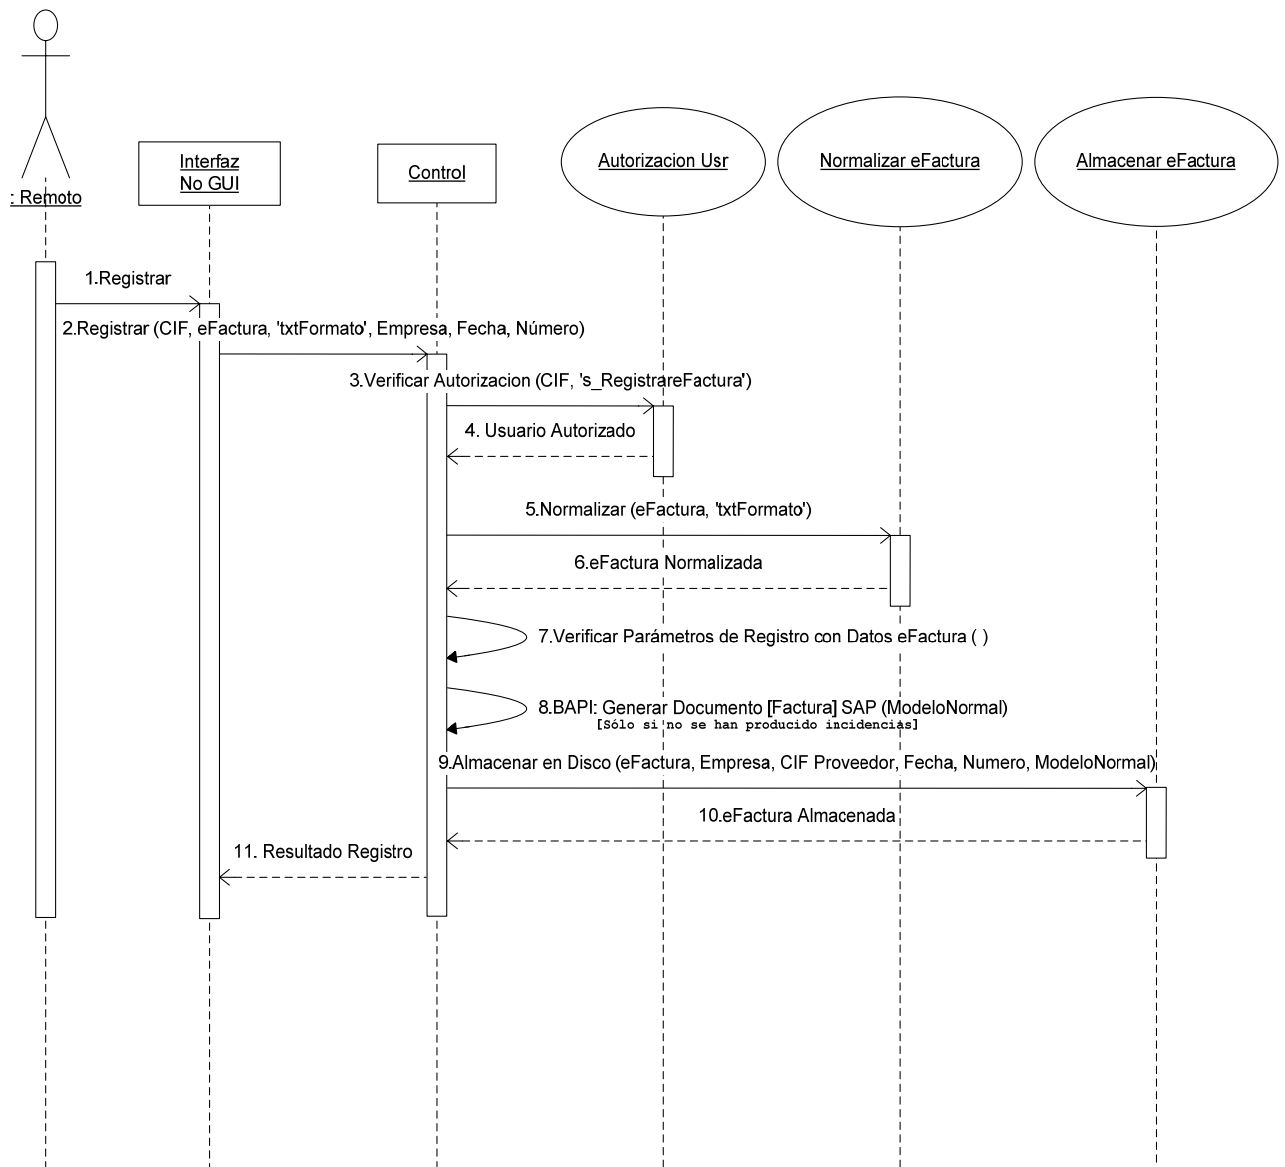 : Remoto
Interfaz
No GUI
Control
Autorizacion Usr
Normalizar eFactura
Almacenar eFactura
1.Registrar
2.Registrar (CIF, eFactura, 'txtFormato', Empresa, Fecha, Número)
3.Verificar Autorizacion (CIF, 's_RegistrareFactura')
4. Usuario Autorizado
5.Normalizar (eFactura, 'txtFormato')
6.eFactura Normalizada
7.Verificar Parámetros de Registro con Datos eFactura ( )
8.BAPI: Generar Documento [Factura] SAP (ModeloNormal)
[Sólo si no se han producido incidencias]
9.Almacenar en Disco (eFactura, Empresa, CIF Proveedor, Fecha, Numero, ModeloNormal)
10.eFactura Almacenada
11. Resultado Registro